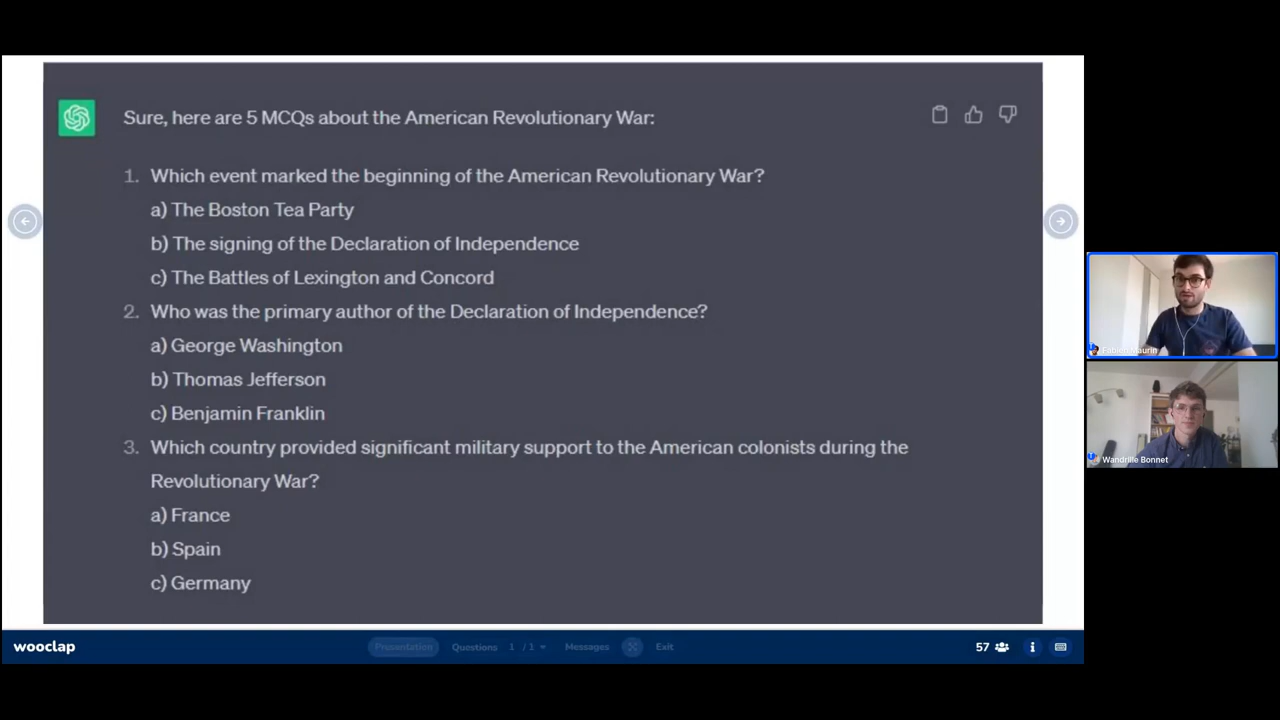 Sure, here are 5 MCQs about the American Revolutionary War:
1. Which event marked the beginning of the American Revolutionary War?
a) The Boston Tea Party
b) The signing of the Declaration of Independence
c) The Battles of Lexington and Concord
2. Who was the primary author of the Declaration of Independence?
a) George Washington
b) Thomas Jefferson
c) Benjamin Franklin
3. Which country provided significant military support to the American colonists during the
Revolutionary War?
a) France
b) Spain
c) Germany
Fabien Maurin
Wandrille Bonnet
wooclap
Presentation Questions 1 / 1 Messages Exit
57